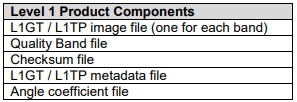 Level 1 Product Components
L1GT / L1TP image file (one for each band)
Quality Band file
Checksum file
L1GT / L1TP metadata file
Angle coefficient file